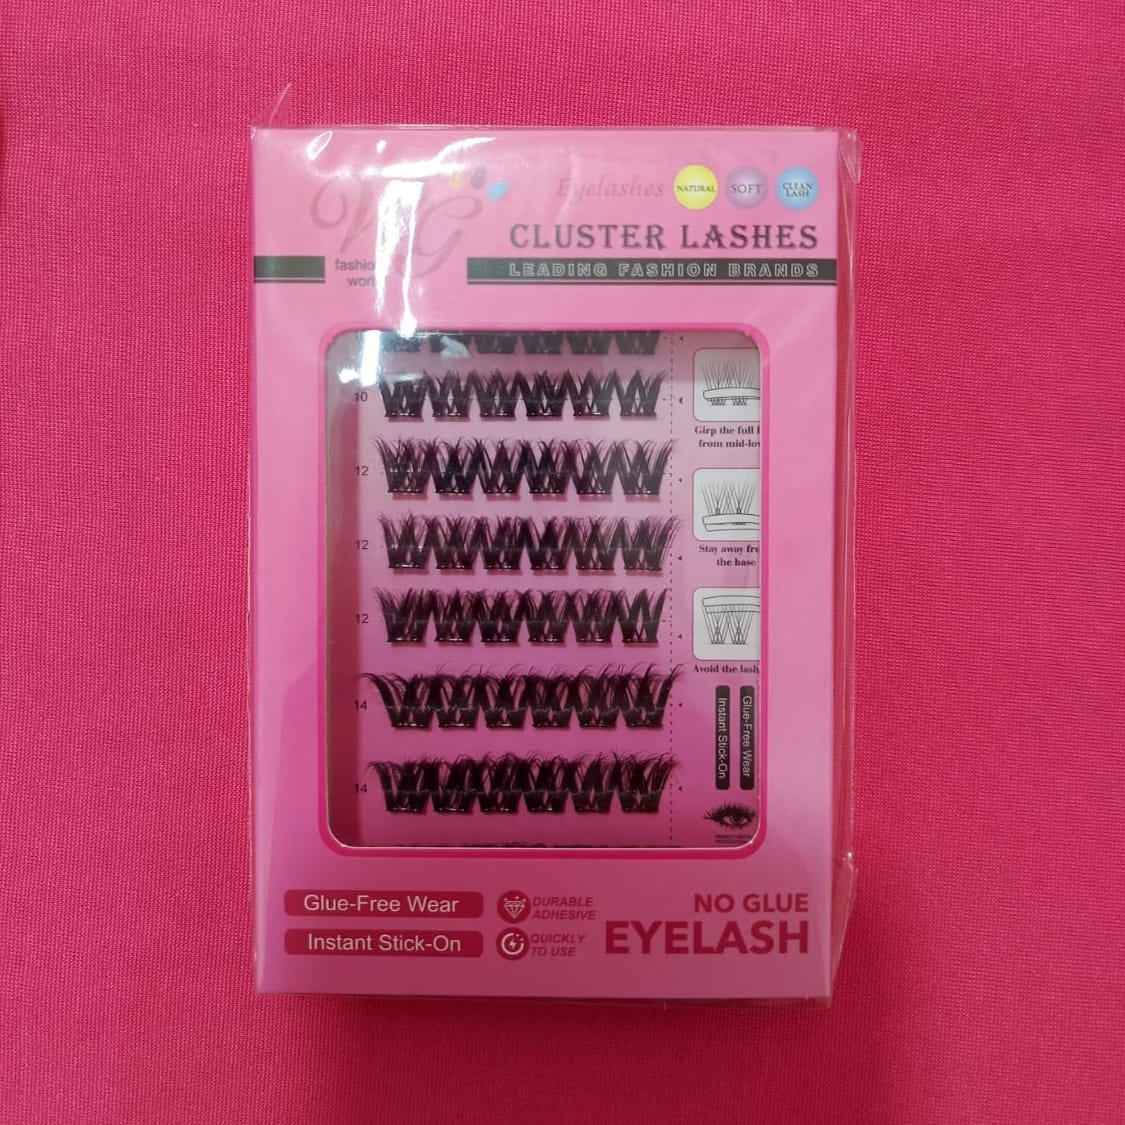 Eyelashes
NATURAL
SOFT
CLEAN
LASH
CLUSTER LASHES
LEADING FASHION BRANDS
10
12
12
12
14
14
Girp the full
from mid-lo
Stay away fro
the base
Avoid the lash
Instant Stick-On
Glue-Free Wear
Glue-Free Wear
Instant Stick-On
DURABLE
ADHESIVE
QUICKLY
TO USE
NO GLUE
EYELASH